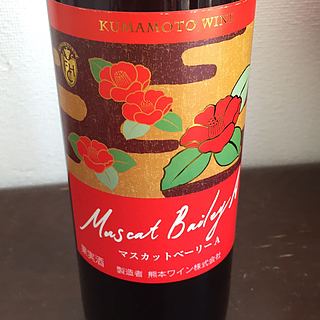 KUMAMOTO WINE
Muscat Bailey A
マスカットベーリーA
果実酒
製造者 熊本ワイン株式会社